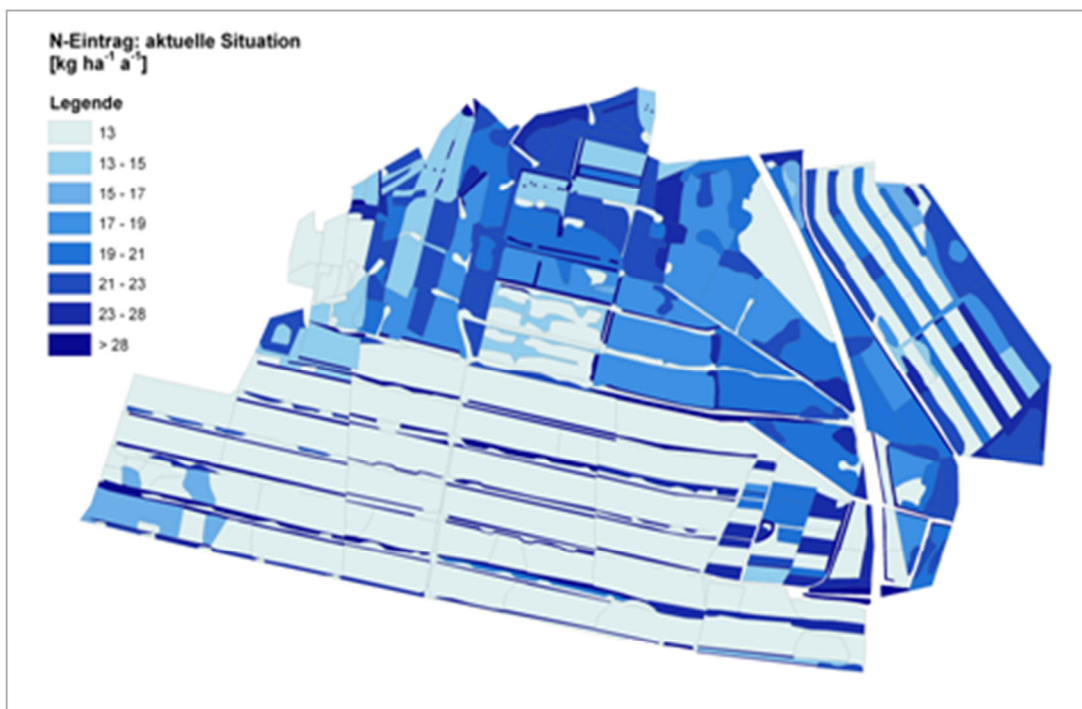 N-Eintrag: aktuelle Situation
[kg ha⁻¹ a⁻¹]
Legende
13
13 - 15
15 - 17
17 - 19
19 - 21
21 - 23
23 - 28
> 28